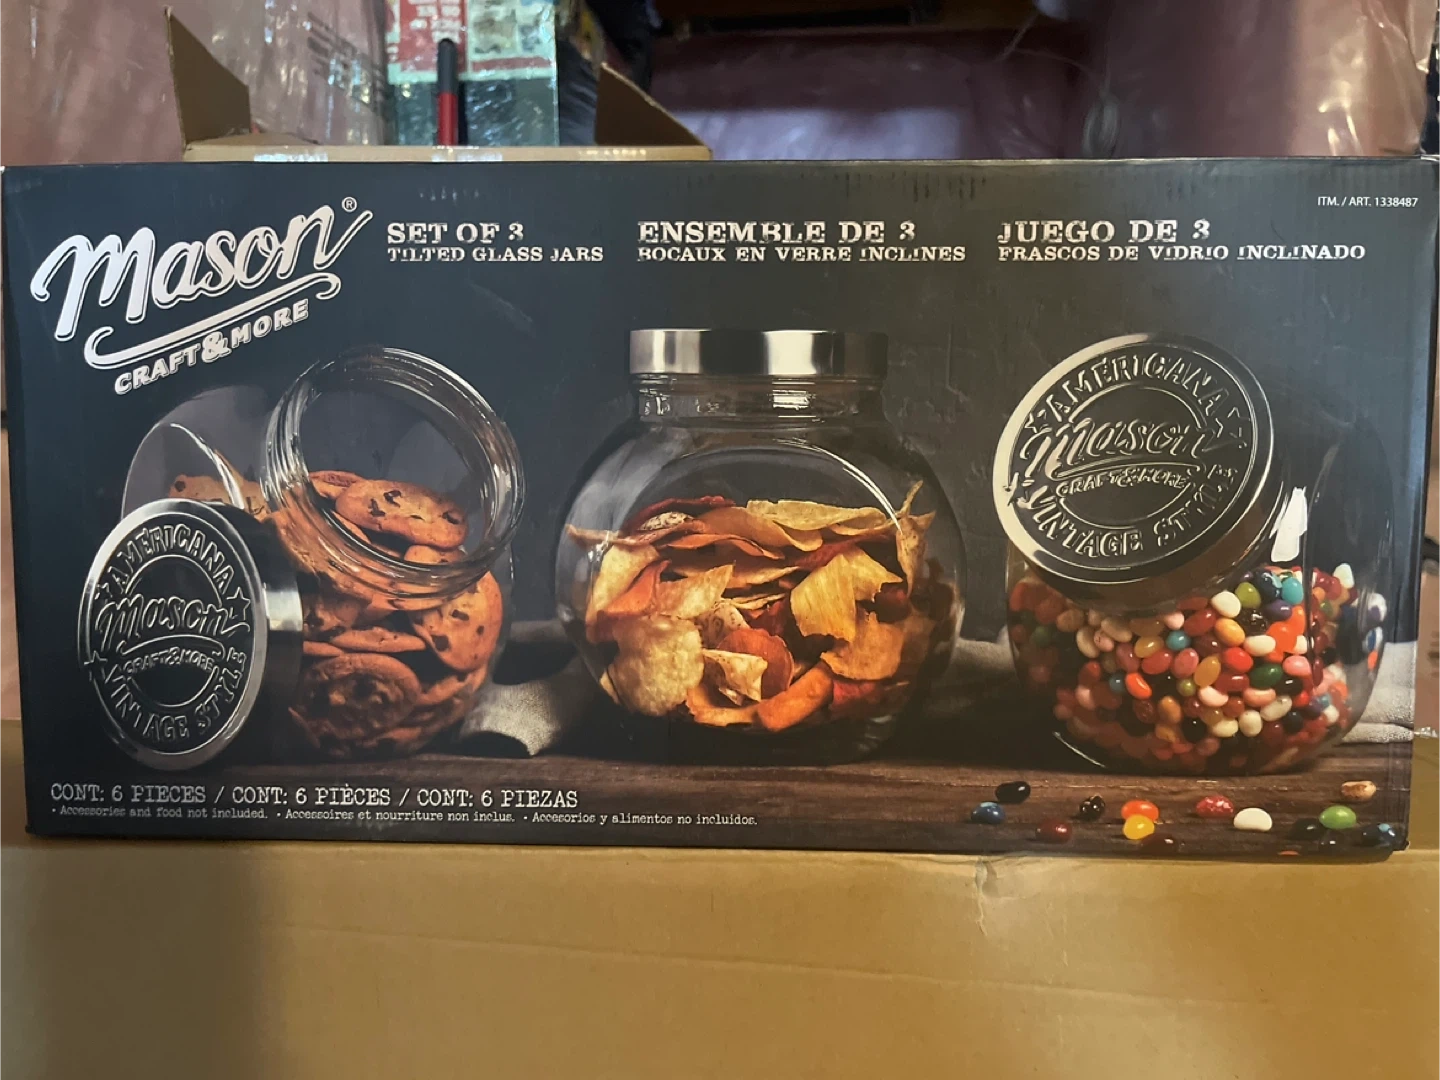 ITM. / ART. 1338487
Mason®
CRAFT & MORE
SET OF 3
TILTED GLASS JARS
ENSEMBLE DE 3
BOCAUX EN VERRE INCLINES
JUEGO DE 3
FRASCOS DE VIDRIO INCLINADO
AMERICANA
Mason
CRAFT & MORE
VINTAGE STYLE
AMERICANA
Mason
CRAFT & MORE
VINTAGE STYLE
CONT: 6 PIECES / CONT: 6 PIÈCES / CONT: 6 PIEZAS
• Accessories and food not included. • Accessoires et nourriture non inclus. • Accesorios y alimentos no incluidos.